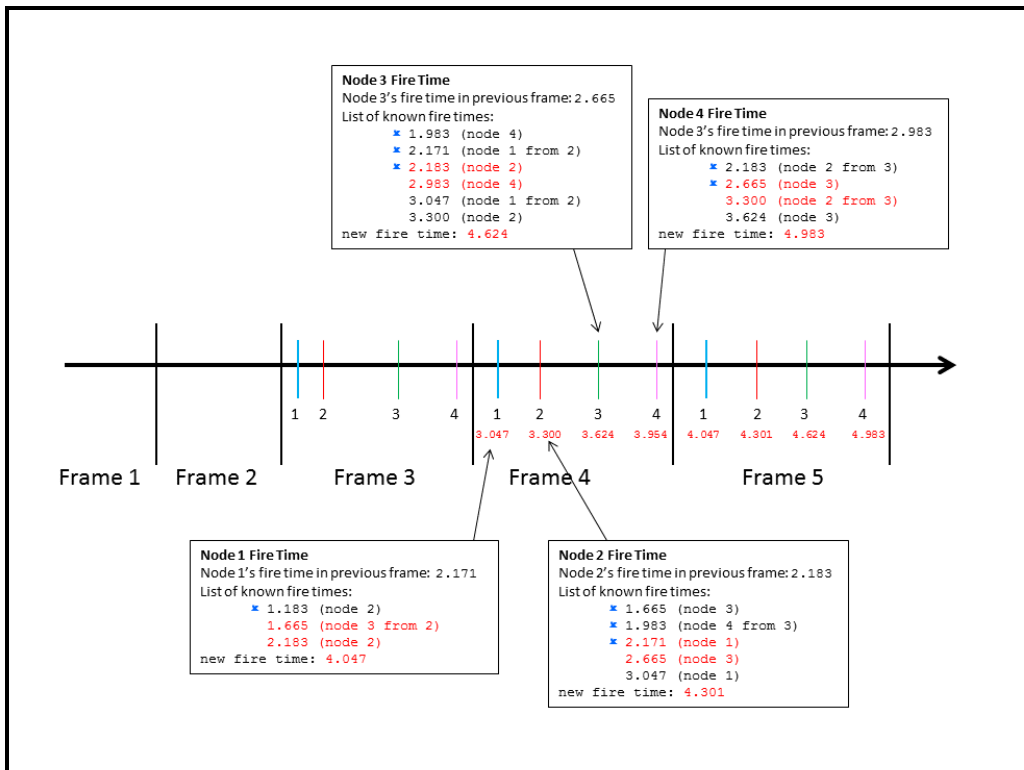 Node 3 Fire Time
Node 3's fire time in previous frame: 2.665
List of known fire times:
1.983 (node 4)
2.171 (node 1 from 2)
2.183 (node 2)
2.983 (node 4)
3.047 (node 1 from 2)
3.300 (node 2)
new fire time: 4.624
Node 4 Fire Time
Node 3's fire time in previous frame: 2.983
List of known fire times:
2.183 (node 2 from 3)
2.665 (node 3)
3.300 (node 2 from 3)
3.624 (node 3)
new fire time: 4.983
1 2 3 4 1 2 3 4 1 2 3 4
3.047 3.300 3.624 3.954 4.047 4.301 4.624 4.983
Frame 1 Frame 2 Frame 3 Frame 4 Frame 5
Node 1 Fire Time
Node 1's fire time in previous frame: 2.171
List of known fire times:
1.183 (node 2)
1.665 (node 3 from 2)
2.183 (node 2)
new fire time: 4.047
Node 2 Fire Time
Node 2's fire time in previous frame: 2.183
List of known fire times:
1.665 (node 3)
1.983 (node 4 from 3)
2.171 (node 1)
2.665 (node 3)
3.047 (node 1)
new fire time: 4.301